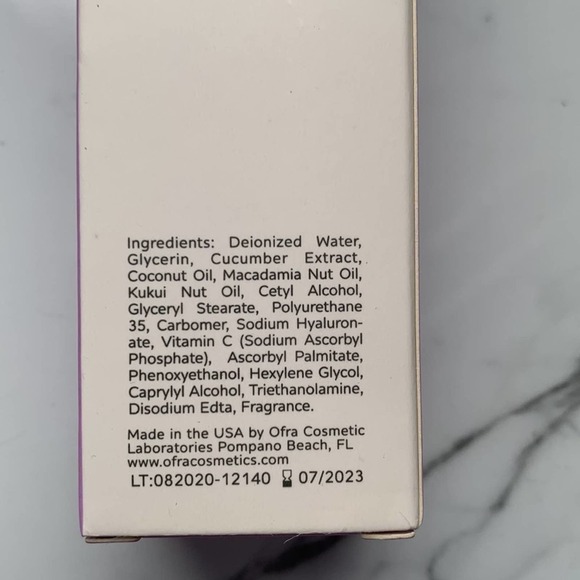 Ingredients: Deionized Water,
Glycerin, Cucumber Extract,
Coconut Oil, Macadamia Nut Oil,
Kukui Nut Oil, Cetyl Alcohol,
Glyceryl Stearate, Polyurethane
35, Carbomer, Sodium Hyaluron-
ate, Vitamin C (Sodium Ascorbyl
Phosphate), Ascorbyl Palmitate,
Phenoxyethanol, Hexylene Glycol,
Caprylyl Alcohol, Triethanolamine,
Disodium Edta, Fragrance.
Made in the USA by Ofra Cosmetic
Laboratories Pompano Beach, FL
www.ofracosmetics.com
LT:082020-12140 07/2023